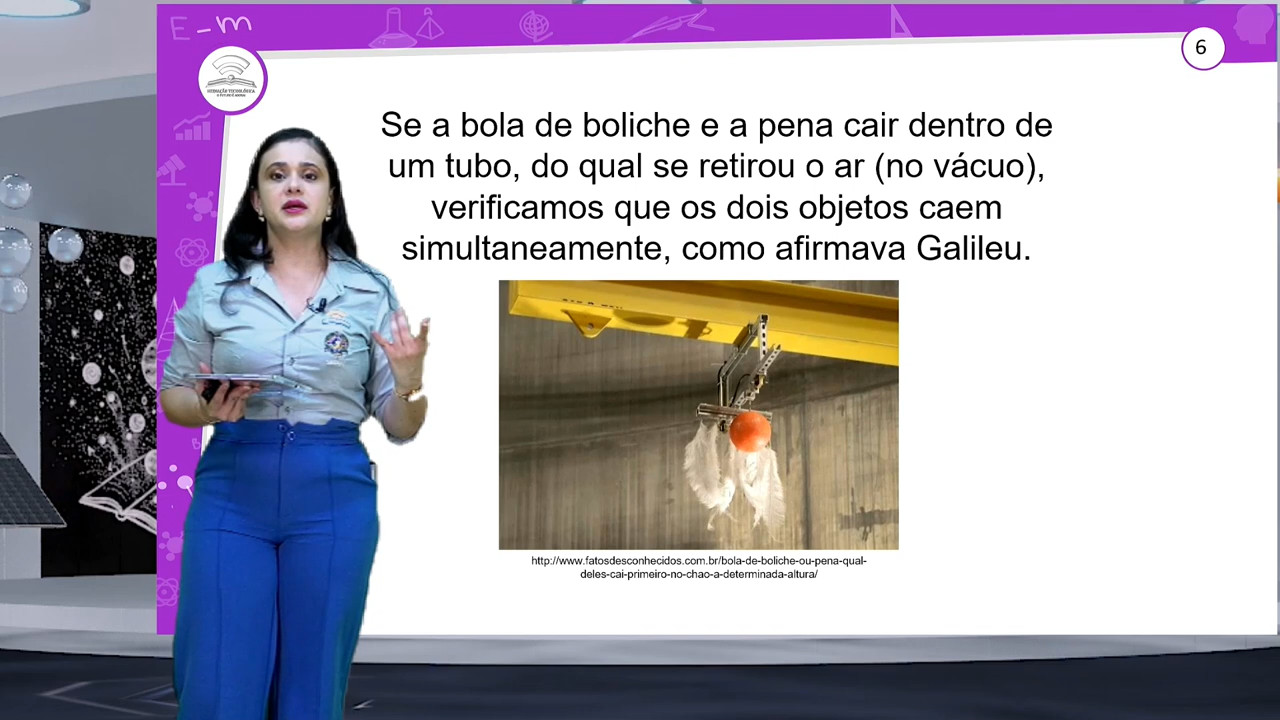 E-m
6
MEDIAÇÃO TECNOLÓGICA
Se a bola de boliche e a pena cair dentro de
um tubo, do qual se retirou o ar (no vácuo),
verificamos que os dois objetos caem
simultaneamente, como afirmava Galileu.
http://www.fatosdesconhecidos.com.br/bola-de-boliche-ou-pena-qual-
deles-cai-primeiro-no-chao-a-determinada-altura/